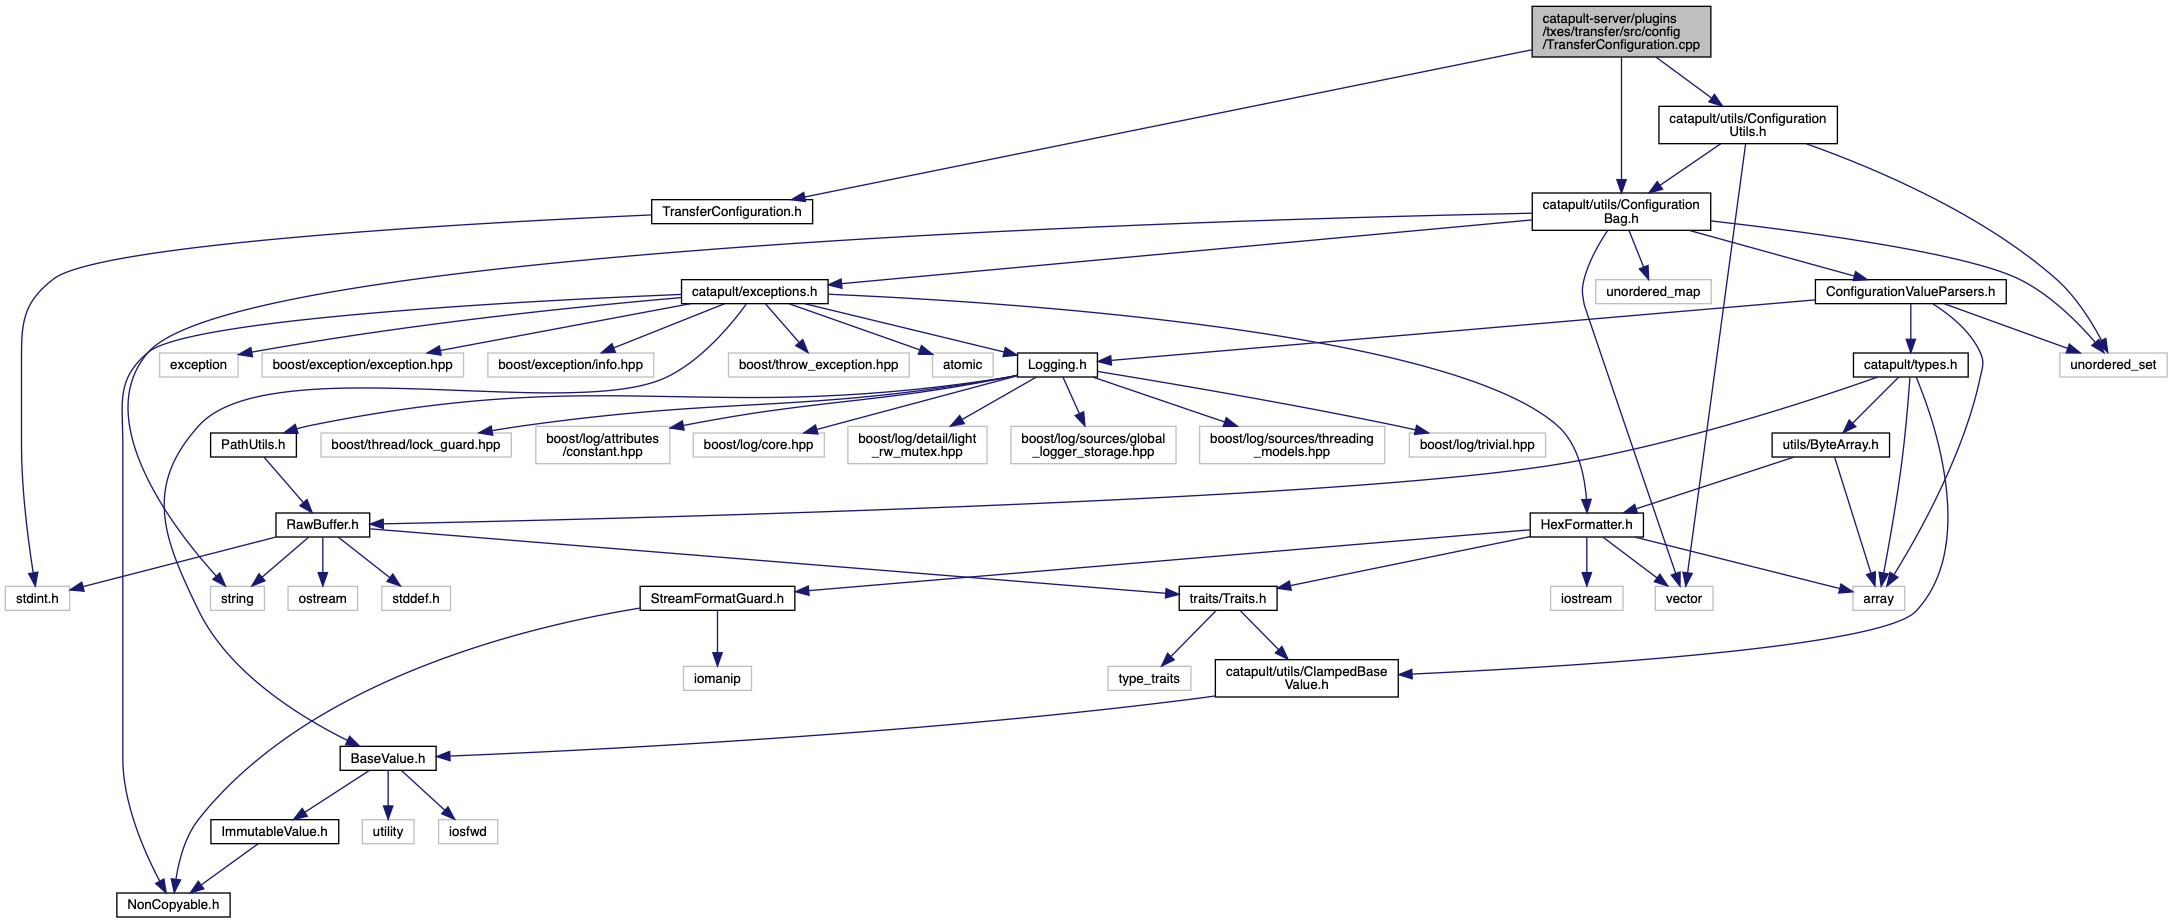 catapult-server/plugins
/txes/transfer/src/config
/TransferConfiguration.cpp
catapult/utils/Configuration
Utils.h
TransferConfiguration.h
catapult/utils/Configuration
Bag.h
catapult/exceptions.h
unordered_map
ConfigurationValueParsers.h
exception
boost/exception/exception.hpp
boost/exception/info.hpp
boost/throw_exception.hpp
atomic
Logging.h
catapult/types.h
unordered_set
PathUtils.h
boost/thread/lock_guard.hpp
boost/log/attributes
/constant.hpp
boost/log/core.hpp
boost/log/detail/light
_rw_mutex.hpp
boost/log/sources/global
_logger_storage.hpp
boost/log/sources/threading
_models.hpp
boost/log/trivial.hpp
utils/ByteArray.h
RawBuffer.h
HexFormatter.h
stdint.h
string
ostream
stddef.h
StreamFormatGuard.h
traits/Traits.h
iostream
vector
array
iomanip
type_traits
catapult/utils/ClampedBase
Value.h
BaseValue.h
ImmutableValue.h
utility
iosfwd
NonCopyable.h